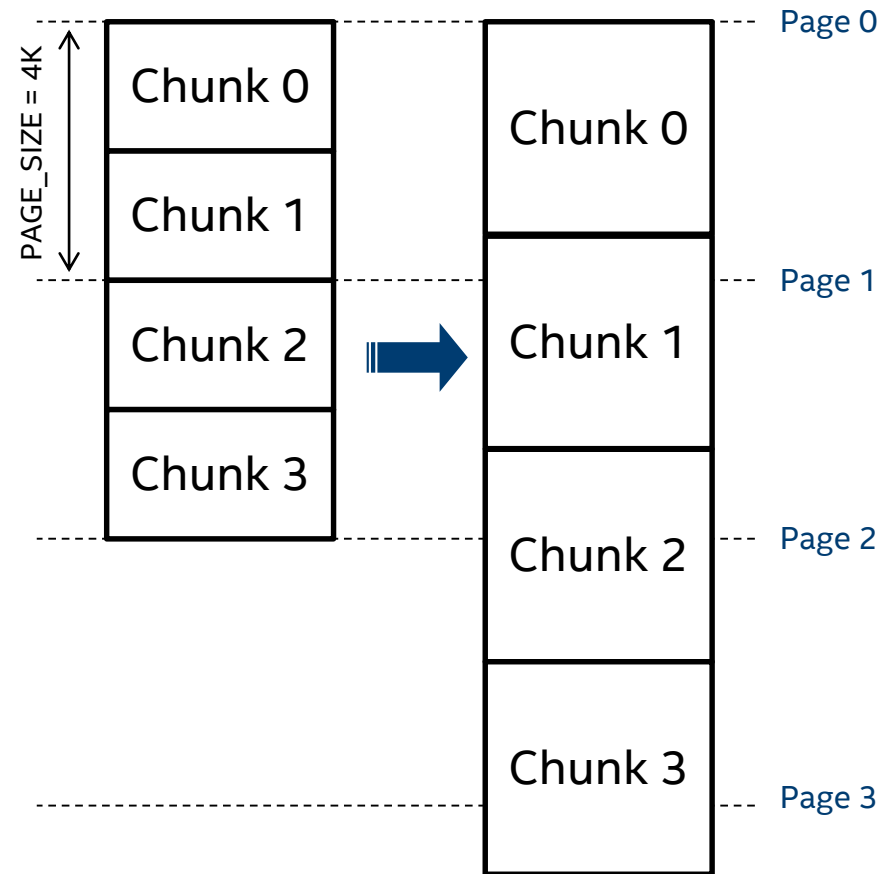 PAGE_SIZE = 4K
Chunk 0
Chunk 1
Chunk 2
Chunk 3
Chunk 0
Chunk 1
Chunk 2
Chunk 3
Page 0
Page 1
Page 2
Page 3